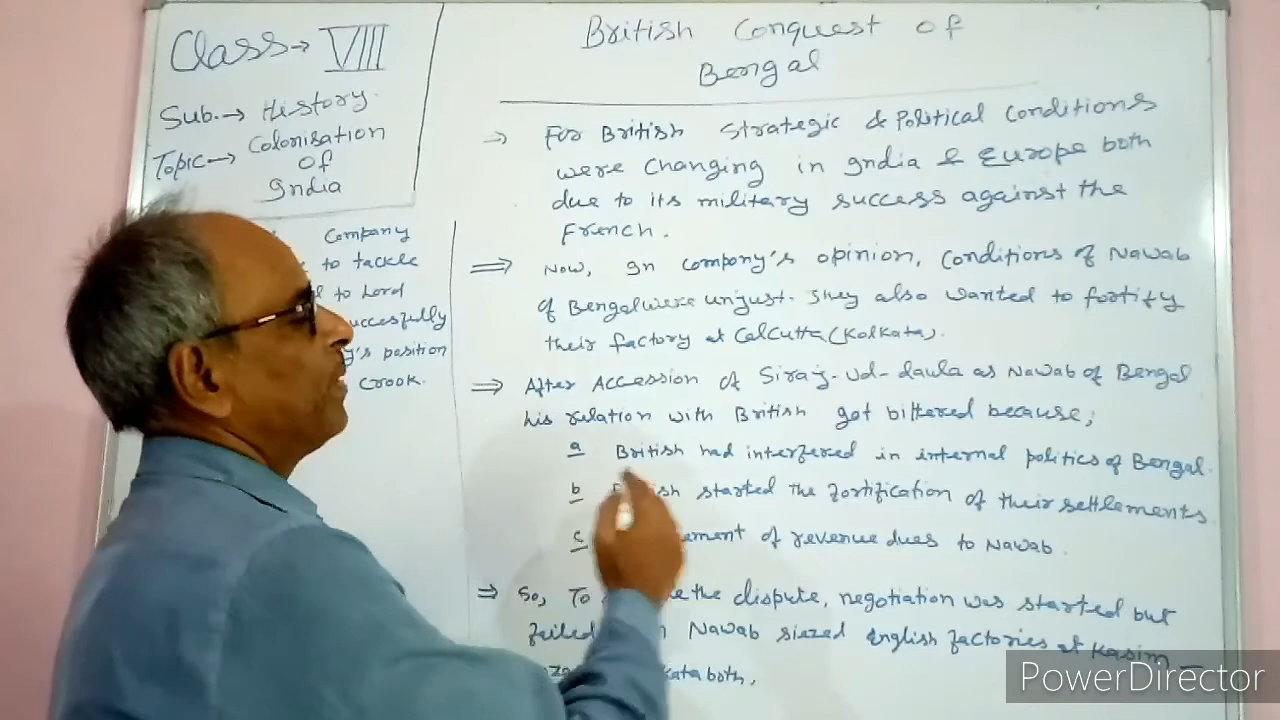 Class → VIII
Sub. → History.
Topic → Colonisation
of
India
Company
to tackle
to Lord
uccessfully
y's position
crook.
British Conquest of
Bengal
→ For British Strategic & Political Conditions
were changing in India & Europe both
due to its military success against the
French.
⇒ Now, In company's opinion, conditions of Nawab
of Bengal were unjust. They also wanted to fortify
their factory at Calcutta (Kolkata).
⇒ After Accession of Siraj-ud-daula as Nawab of Bengal
his relation with British got bittered because;
a British had interfered in internal politics of Bengal.
b ish started the fortification of their settlements
c ement of revenue dues to Nawab.
⇒ So, To the dispute, negotiation was started but
failed Nawab siezed English factories at Kasim-
kata both.
PowerDirector